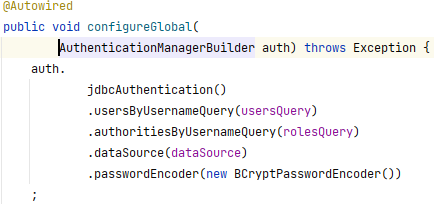 @Autowired
public void configureGlobal(
        AuthenticationManagerBuilder auth) throws Exception {
    auth.
            jdbcAuthentication()
            .usersByUsernameQuery(usersQuery)
            .authoritiesByUsernameQuery(rolesQuery)
            .dataSource(dataSource)
            .passwordEncoder(new BCryptPasswordEncoder())
    ;